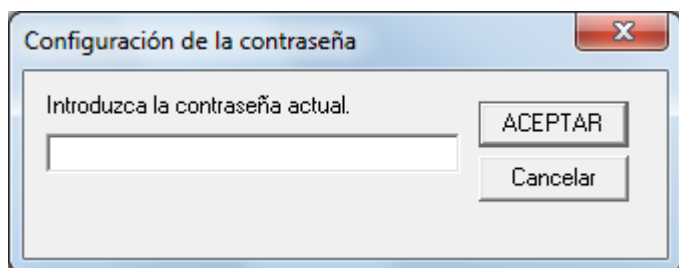 Configuración de la contraseña
Introduzca la contraseña actual.
ACEPTAR
Cancelar